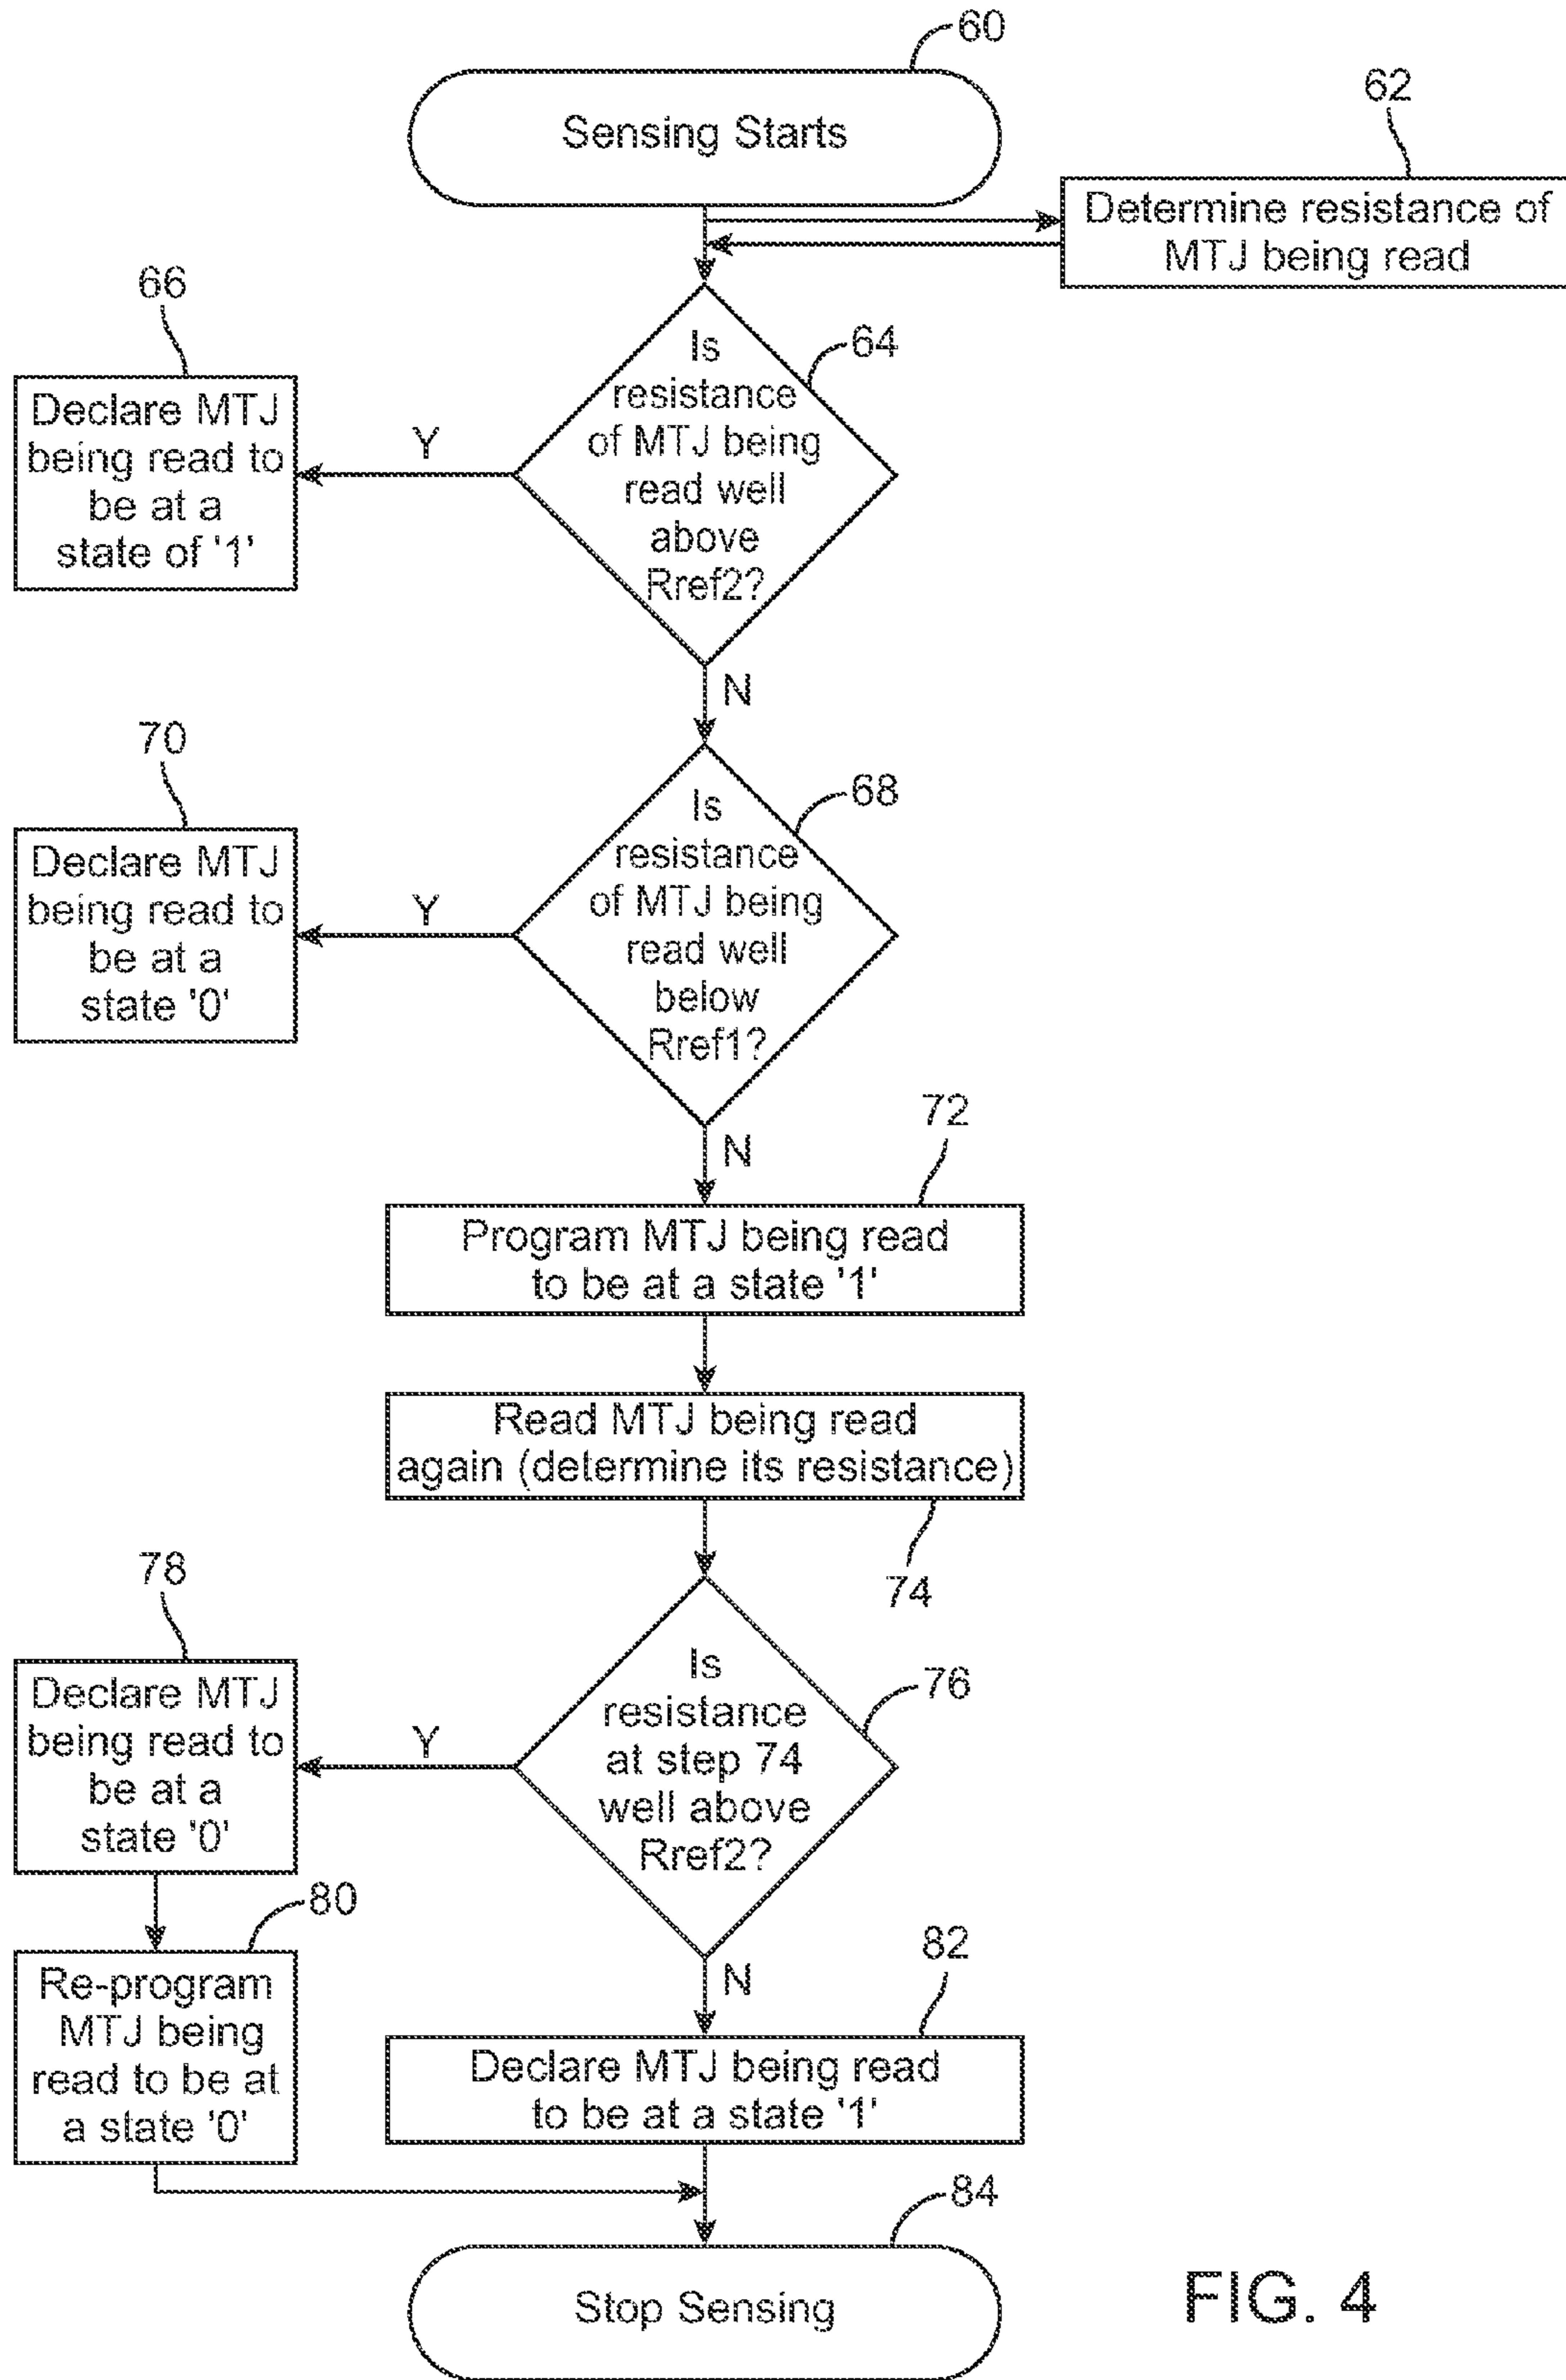 60
Sensing Starts
62
Determine resistance of
MTJ being read
64
Is
resistance
of MTJ being
read well
above
Rref2?
66
Declare MTJ
being read to
be at a
state of '1'
Y
N
68
Is
resistance
of MTJ being
read well
below
Rref1?
70
Declare MTJ
being read to
be at a
state '0'
Y
N
72
Program MTJ being read
to be at a state '1'
Read MTJ being read
again (determine its resistance)
74
76
Is
resistance
at step 74
well above
Rref2?
78
Declare MTJ
being read to
be at a
state '0'
Y
80
Re-program
MTJ being
read to be at
a state '0'
N
82
Declare MTJ being read
to be at a state '1'
84
Stop Sensing
FIG. 4